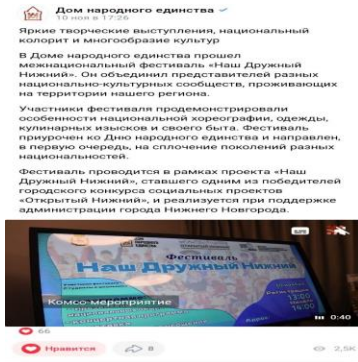 Дом народного единства
10 ноя в 17:26
Яркие творческие выступления, национальный
колорит и многообразие культур
В Доме народного единства прошел
межнациональный фестиваль «Наш Дружный
Нижний». Он объединил представителей разных
национально-культурных сообществ, проживающих
на территории нашего региона.
Участники фестиваля продемонстрировали
особенности национальной хореографии, одежды,
кулинарных изысков и своего быта. Фестиваль
приурочен ко Дню народного единства и направлен,
в первую очередь, на сплочение поколений разных
национальностей.
Фестиваль проводится в рамках проекта «Наш
Дружный Нижний», ставшего одним из победителей
городского конкурса социальных проектов
«Открытый Нижний», и реализуется при поддержке
администрации города Нижнего Новгорода.
Фестиваль
Наш Дружный Нижний
Комсо-мероприятие
0:40
66
Нравится
8
2,5K